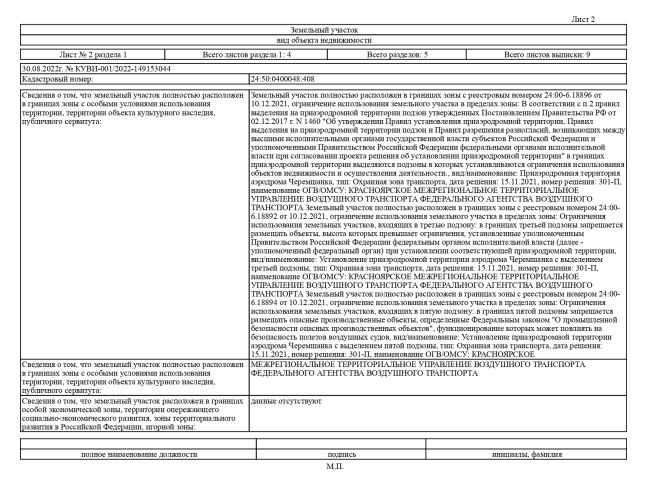 Лист 2
Земельный участок
вид объекта недвижимости
Лист № 2 раздела 1
Всего листов раздела 1: 4
Всего разделов: 5
Всего листов выписки: 9
30.08.2022г. № КУВИ-001/2022-149153044
Кадастровый номер:
24:50:0400048:408
Сведения о том, что земельный участок полностью расположен
в границах зоны с особыми условиями использования
территории, территории объекта культурного наследия,
публичного сервитута:
Земельный участок полностью расположен в границах зоны с реестровым номером 24:00-6.18896 от
10.12.2021, ограничение использования земельного участка в пределах зоны: В соответствии с п.2 правил
выделения на приаэродромной территории подзон утвержденных Постановлением Правительства РФ от
02.12.2017 г. N 1460 "Об утверждении Правил установления приаэродромной территории, Правил
выделения на приаэродромной территории подзон и Правил разрешения разногласий, возникающих между
высшими исполнительными органами государственной власти субъектов Российской Федерации и
уполномоченными Правительством Российской Федерации федеральными органами исполнительной
власти при согласовании проекта решения об установлении приаэродромной территории" в границах
приаэродромной территории выделяются подзоны в которых устанавливаются ограничения использования
объектов недвижимости и осуществления деятельности., вид/наименование: Приаэродромная территория
аэродрома Черемшанка, тип: Охранная зона транспорта, дата решения: 15.11.2021, номер решения: 301-П,
наименование ОГВ/ОМСУ: КРАСНОЯРСКОЕ МЕЖРЕГИОНАЛЬНОЕ ТЕРРИТОРИАЛЬНОЕ
УПРАВЛЕНИЕ ВОЗДУШНОГО ТРАНСПОРТА ФЕДЕРАЛЬНОГО АГЕНТСТВА ВОЗДУШНОГО
ТРАНСПОРТА Земельный участок полностью расположен в границах зоны с реестровым номером 24:00-
6.18892 от 10.12.2021, ограничение использования земельного участка в пределах зоны: Ограничения
использования земельных участков, входящих в третью подзону: в границах третьей подзоны запрещается
размещать объекты, высота которых превышает ограничения, установленные уполномоченным
Правительством Российской Федерации федеральным органом исполнительной власти (далее -
уполномоченный федеральный орган) при установлении соответствующей приаэродромной территории,
вид/наименование: Установление приаэродромной территории аэродрома Черемшанка с выделением
третьей подзоны, тип: Охранная зона транспорта, дата решения: 15.11.2021, номер решения: 301-П,
наименование ОГВ/ОМСУ: КРАСНОЯРСКОЕ МЕЖРЕГИОНАЛЬНОЕ ТЕРРИТОРИАЛЬНОЕ
УПРАВЛЕНИЕ ВОЗДУШНОГО ТРАНСПОРТА ФЕДЕРАЛЬНОГО АГЕНТСТВА ВОЗДУШНОГО
ТРАНСПОРТА Земельный участок полностью расположен в границах зоны с реестровым номером 24:00-
6.18894 от 10.12.2021, ограничение использования земельного участка в пределах зоны: Ограничения
использования земельных участков, входящих в пятую подзону: в границах пятой подзоны запрещается
размещать опасные производственные объекты, определенные Федеральным законом "О промышленной
безопасности опасных производственных объектов", функционирование которых может повлиять на
безопасность полетов воздушных судов, вид/наименование: Установление приаэродромной территории
аэродрома Черемшанка с выделением пятой подзоны, тип: Охранная зона транспорта, дата решения:
15.11.2021, номер решения: 301-П, наименование ОГВ/ОМСУ: КРАСНОЯРСКОЕ
Сведения о том, что земельный участок полностью расположен
в границах зоны с особыми условиями использования
территории, территории объекта культурного наследия,
публичного сервитута:
МЕЖРЕГИОНАЛЬНОЕ ТЕРРИТОРИАЛЬНОЕ УПРАВЛЕНИЕ ВОЗДУШНОГО ТРАНСПОРТА
ФЕДЕРАЛЬНОГО АГЕНТСТВА ВОЗДУШНОГО ТРАНСПОРТА
Сведения о том, что земельный участок расположен в границах
особой экономической зоны, территории опережающего
социально-экономического развития, зоны территориального
развития в Российской Федерации, игорной зоны:
данные отсутствуют
полное наименование должности
подпись
инициалы, фамилия
М.П.